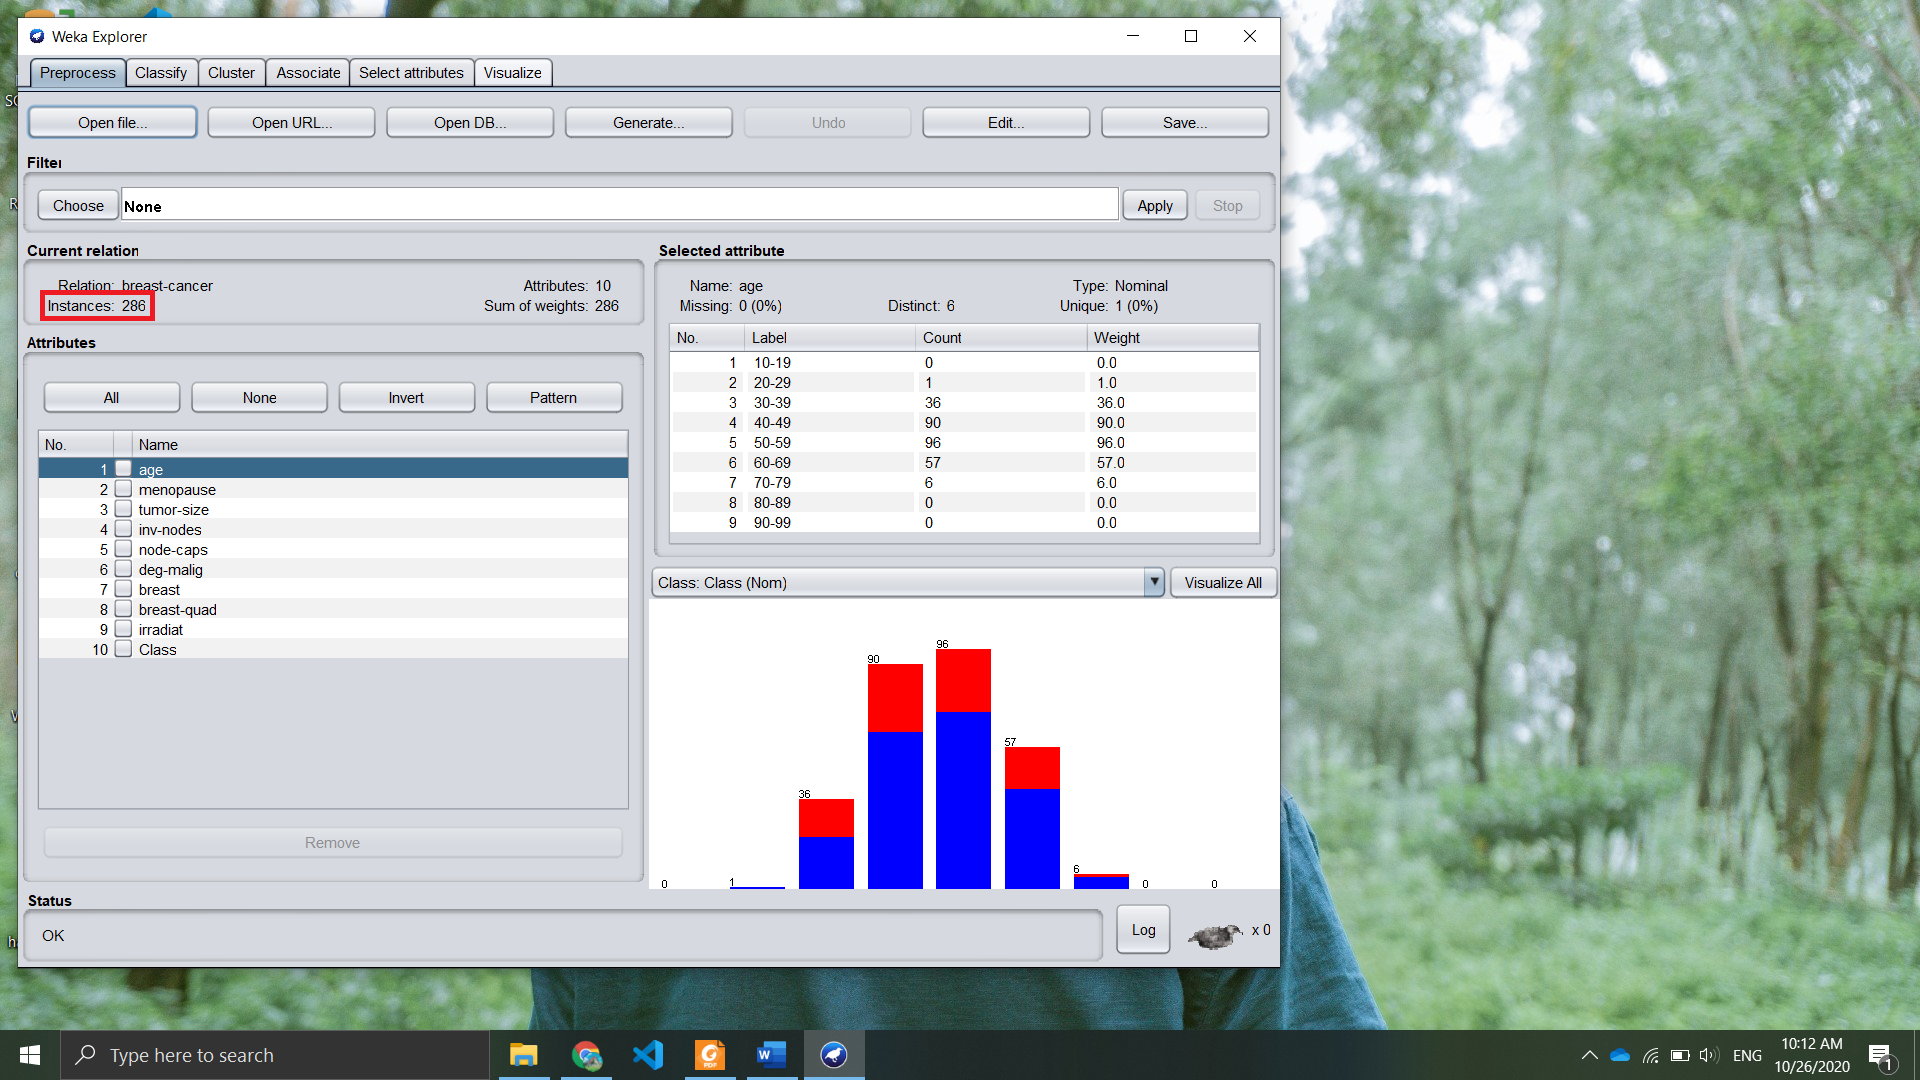 Weka Explorer
Preprocess Classify Cluster Associate Select attributes Visualize
Open file... Open URL... Open DB... Generate... Undo Edit... Save...
Filter
Choose None Apply Stop
Current relation
Relation: breast-cancer Attributes: 10
Instances: 286 Sum of weights: 286
Attributes
All None Invert Pattern
No. Name
1 age
2 menopause
3 tumor-size
4 inv-nodes
5 node-caps
6 deg-malig
7 breast
8 breast-quad
9 irradiat
10 Class
Remove
Selected attribute
Name: age Type: Nominal
Missing: 0 (0%) Distinct: 6 Unique: 1 (0%)
No. Label Count Weight
1 10-19 0 0.0
2 20-29 1 1.0
3 30-39 36 36.0
4 40-49 90 90.0
5 50-59 96 96.0
6 60-69 57 57.0
7 70-79 6 6.0
8 80-89 0 0.0
9 90-99 0 0.0
Class: Class (Nom) Visualize All
0 1 36 90 96 57 6 0 0
Status
OK
Log x 0
Type here to search
PDF
W
ENG
10:12 AM
10/26/2020
1